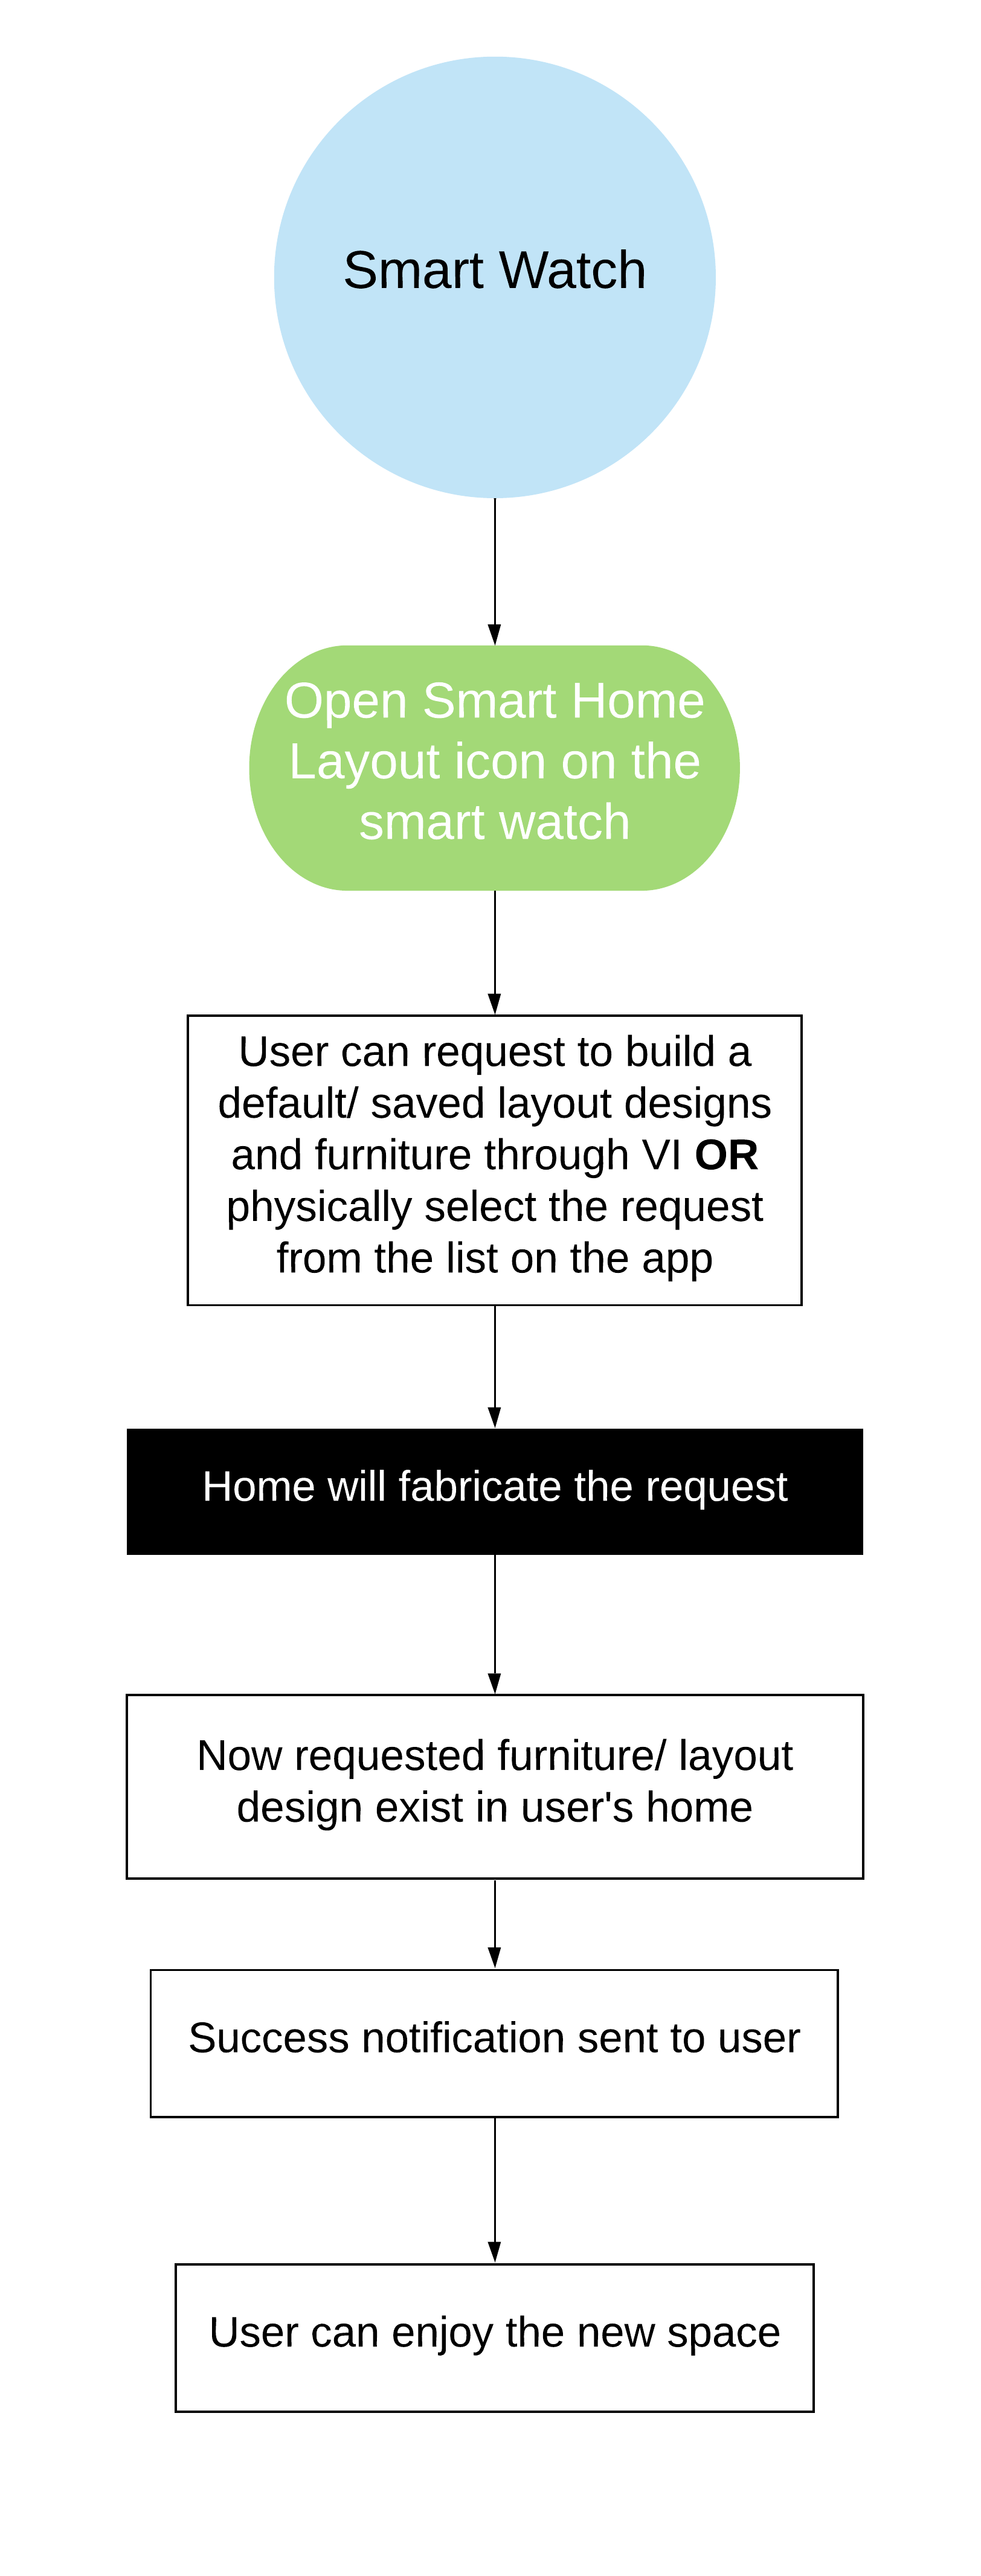 Smart Watch
Open Smart Home
Layout icon on the
smart watch
User can request to build a
default/ saved layout designs
and furniture through VI OR
physically select the request
from the list on the app
Home will fabricate the request
Now requested furniture/ layout
design exist in user's home
Success notification sent to user
User can enjoy the new space